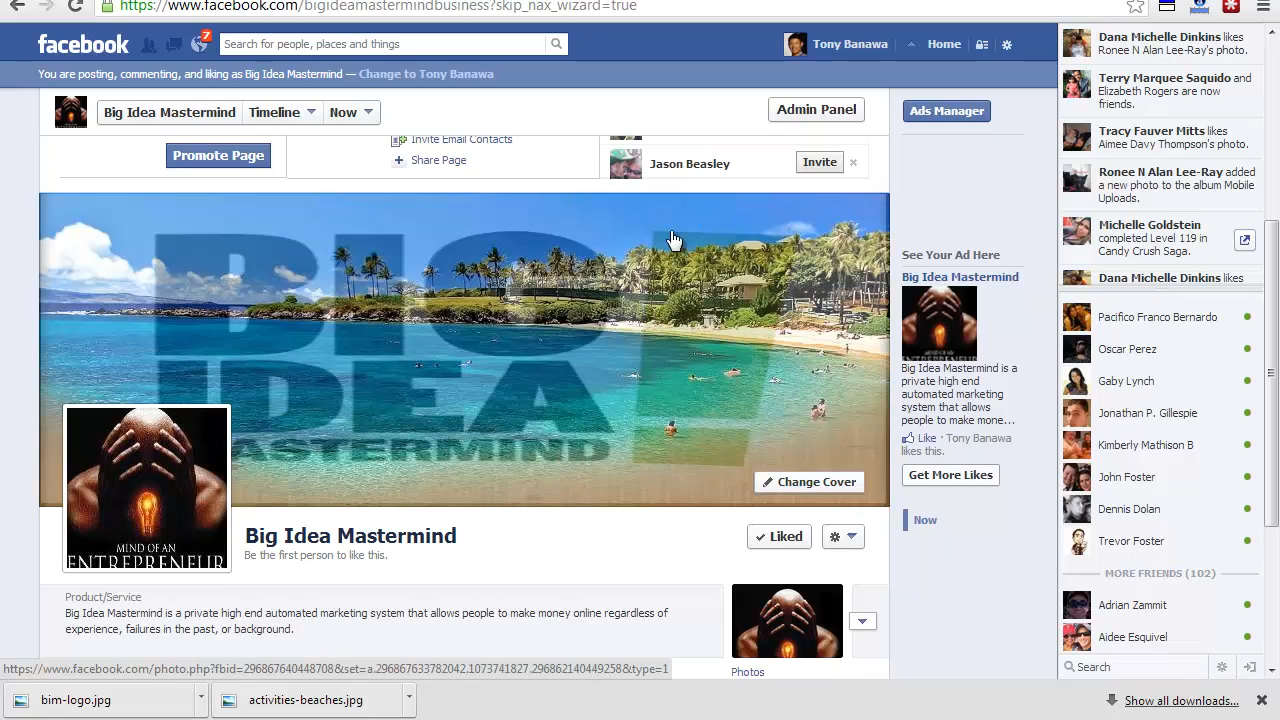 https://www.facebook.com/bigideamastermindbusiness?skip_nax_wizard=true
facebook
7
Search for people, places and things
Tony Banawa
Home
You are posting, commenting, and liking as Big Idea Mastermind — Change to Tony Banawa
Big Idea Mastermind
Timeline
Now
Admin Panel
Promote Page
Invite Email Contacts
Share Page
Jason Beasley
Invite
BIG
IDEA
MASTERMIND
Change Cover
MIND OF AN
ENTREPRENEUR
Big Idea Mastermind
Be the first person to like this.
Liked
Product/Service
Big Idea Mastermind is a private high end automated marketing system that allows people to make money online regardless of
experience, failures in the past, or background.
Photos
Ads Manager
See Your Ad Here
Big Idea Mastermind
Big Idea Mastermind is a
private high end
automated marketing
system that allows
people to make mone...
Like · Tony Banawa
likes this.
Get More Likes
Now
Dana Michelle Dinkins likes
Ronee N Alan Lee-Ray's photo.
Terry Marquee Saquido and
Elizabeth Rogers are now
friends.
Tracy Fauver Mitts likes
Aimee Davy Thompson's photo.
Ronee N Alan Lee-Ray added
a new photo to the album Mobile
Uploads.
Michelle Goldstein
completed Level 119 in
Candy Crush Saga.
Dana Michelle Dinkins likes
Pacifico Franco Bernardo
Oscar Perez
Gaby Lynch
Jonathan P. Gillespie
Kimberly Mathison B
John Foster
Dennis Dolan
Trevor Foster
MORE FRIENDS (102)
Adrian Zammit
Aidee Esquivel
Search
https://www.facebook.com/photo.php?fbid=296867640448708&set=a.296867633782042.1073741827.296862140449258&type=1
bim-logo.jpg
activities-beaches.jpg
Show all downloads...